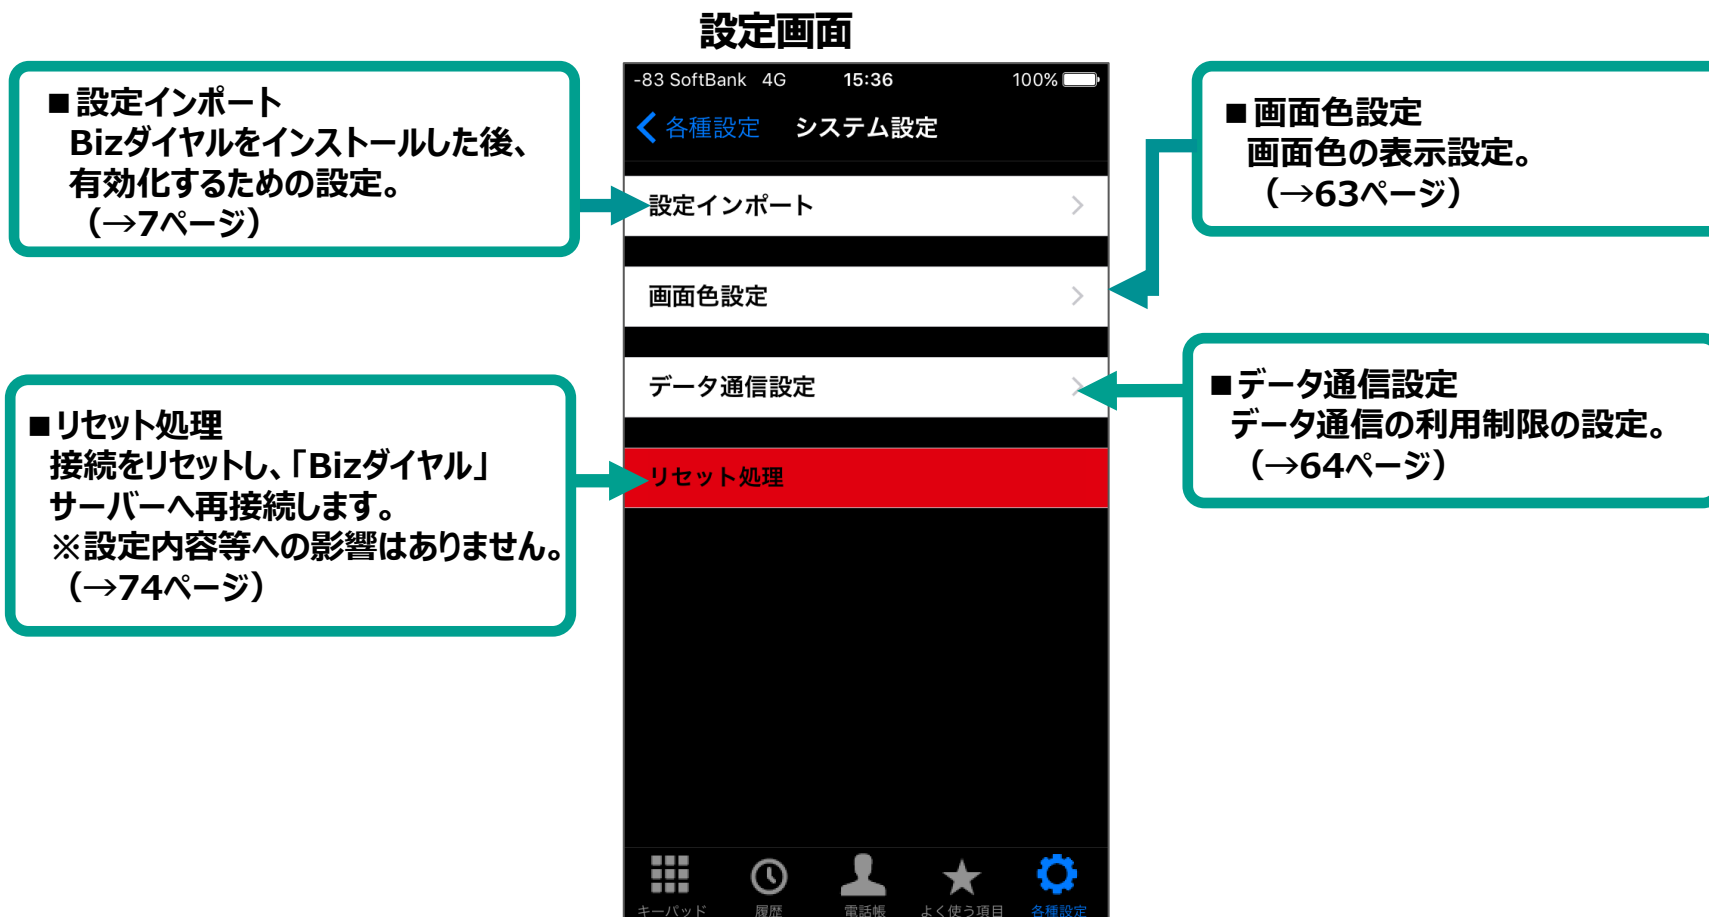 設定画面
■設定インポート
Bizダイヤルをインストールした後、
有効化するための設定。
（→7ページ）
■リセット処理
接続をリセットし、「Bizダイヤル」
サーバーへ再接続します。
※設定内容等への影響はありません。
（→74ページ）
-83 SoftBank 4G 15:36 100%
各種設定 システム設定
設定インポート
画面色設定
データ通信設定
リセット処理
キーパッド 履歴 電話帳 よく使う項目 各種設定
■画面色設定
画面色の表示設定。
（→63ページ）
■データ通信設定
データ通信の利用制限の設定。
（→64ページ）